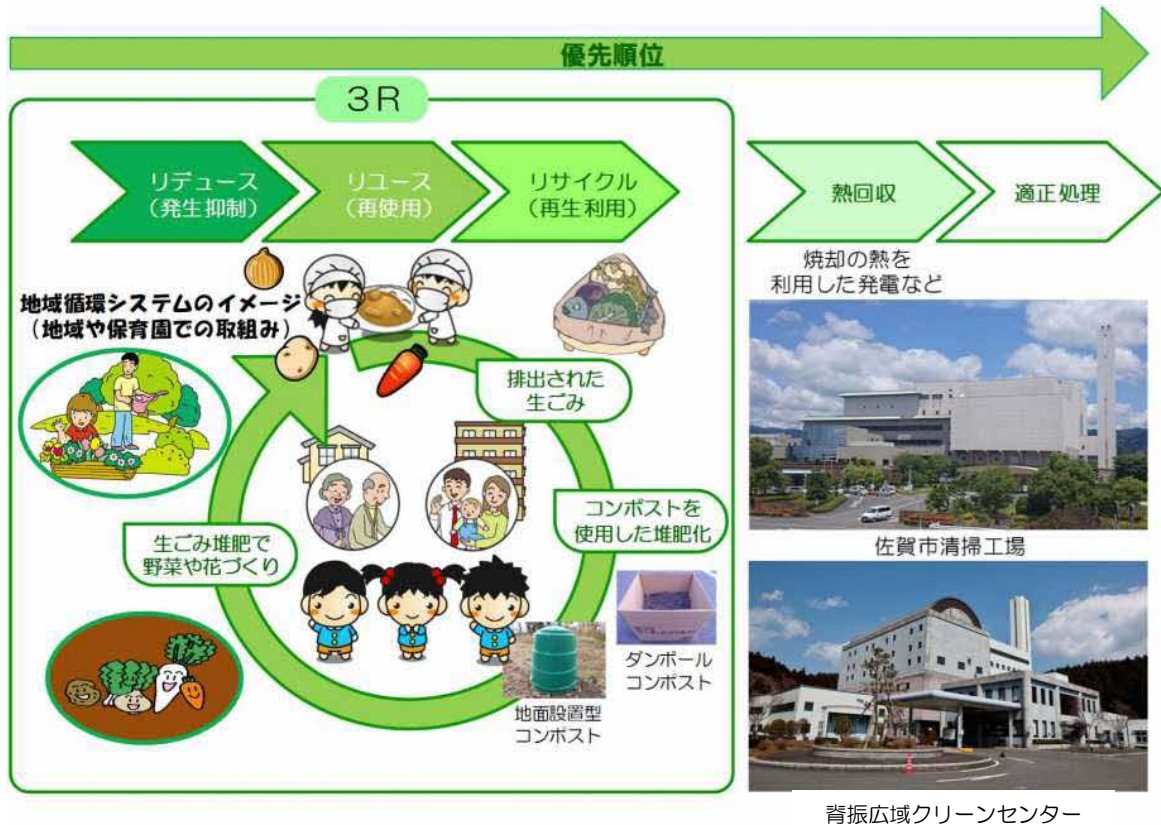 優先順位
3R
リデュース
(発生抑制)
リユース
(再使用)
リサイクル
(再生利用)
熱回収
適正処理
焼却の熱を
利用した発電など
地域循環システムのイメージ
(地域や保育園での取組み)
排出された
生ごみ
コンポストを
使用した堆肥化
生ごみ堆肥で
野菜や花づくり
ダンボール
コンポスト
地面設置型
コンポスト
佐賀市清掃工場
脊振広域クリーンセンター